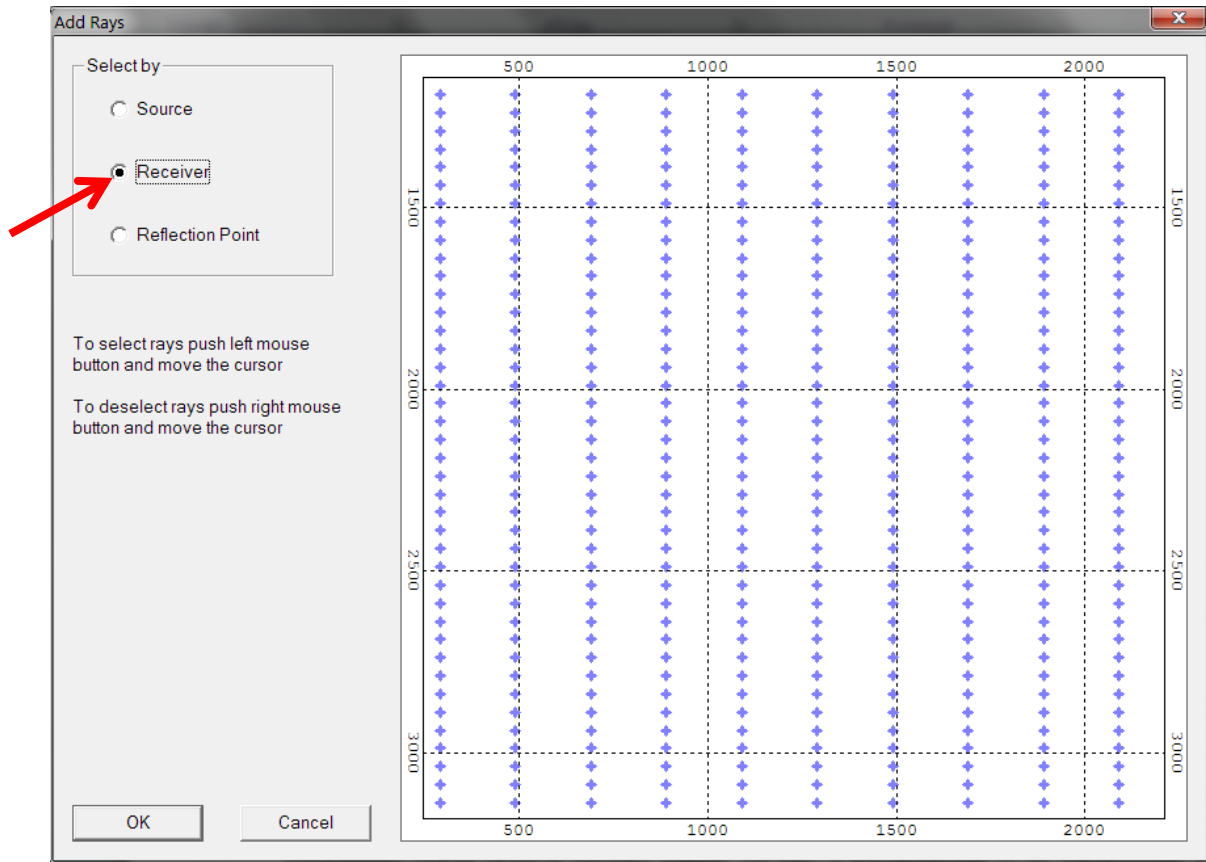 Add Rays
Select by
Source
Receiver
Reflection Point
To select rays push left mouse
button and move the cursor
To deselect rays push right mouse
button and move the cursor
OK
Cancel
500 1000 1500 2000
1500
2000
2500
3000
1500
2000
2500
3000
500 1000 1500 2000